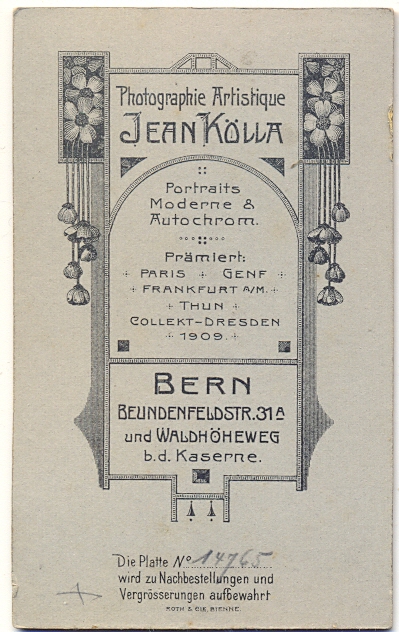 Photographie Artistique
JEAN KÖLLA
Portraits
Moderne &
Autochrom.
Prämiert:
PARIS GENF
FRANKFURT A/M.
THUN
COLLEKT-DRESDEN
1909.
BERN
BEUNDENFELDSTR. 31A
und WALDHÖHEWEG
b. d. Kaserne.
Die Platte No 14765
wird zu Nachbestellungen und
Vergrösserungen aufbewahrt
ROTH & CIE, BIENNE.